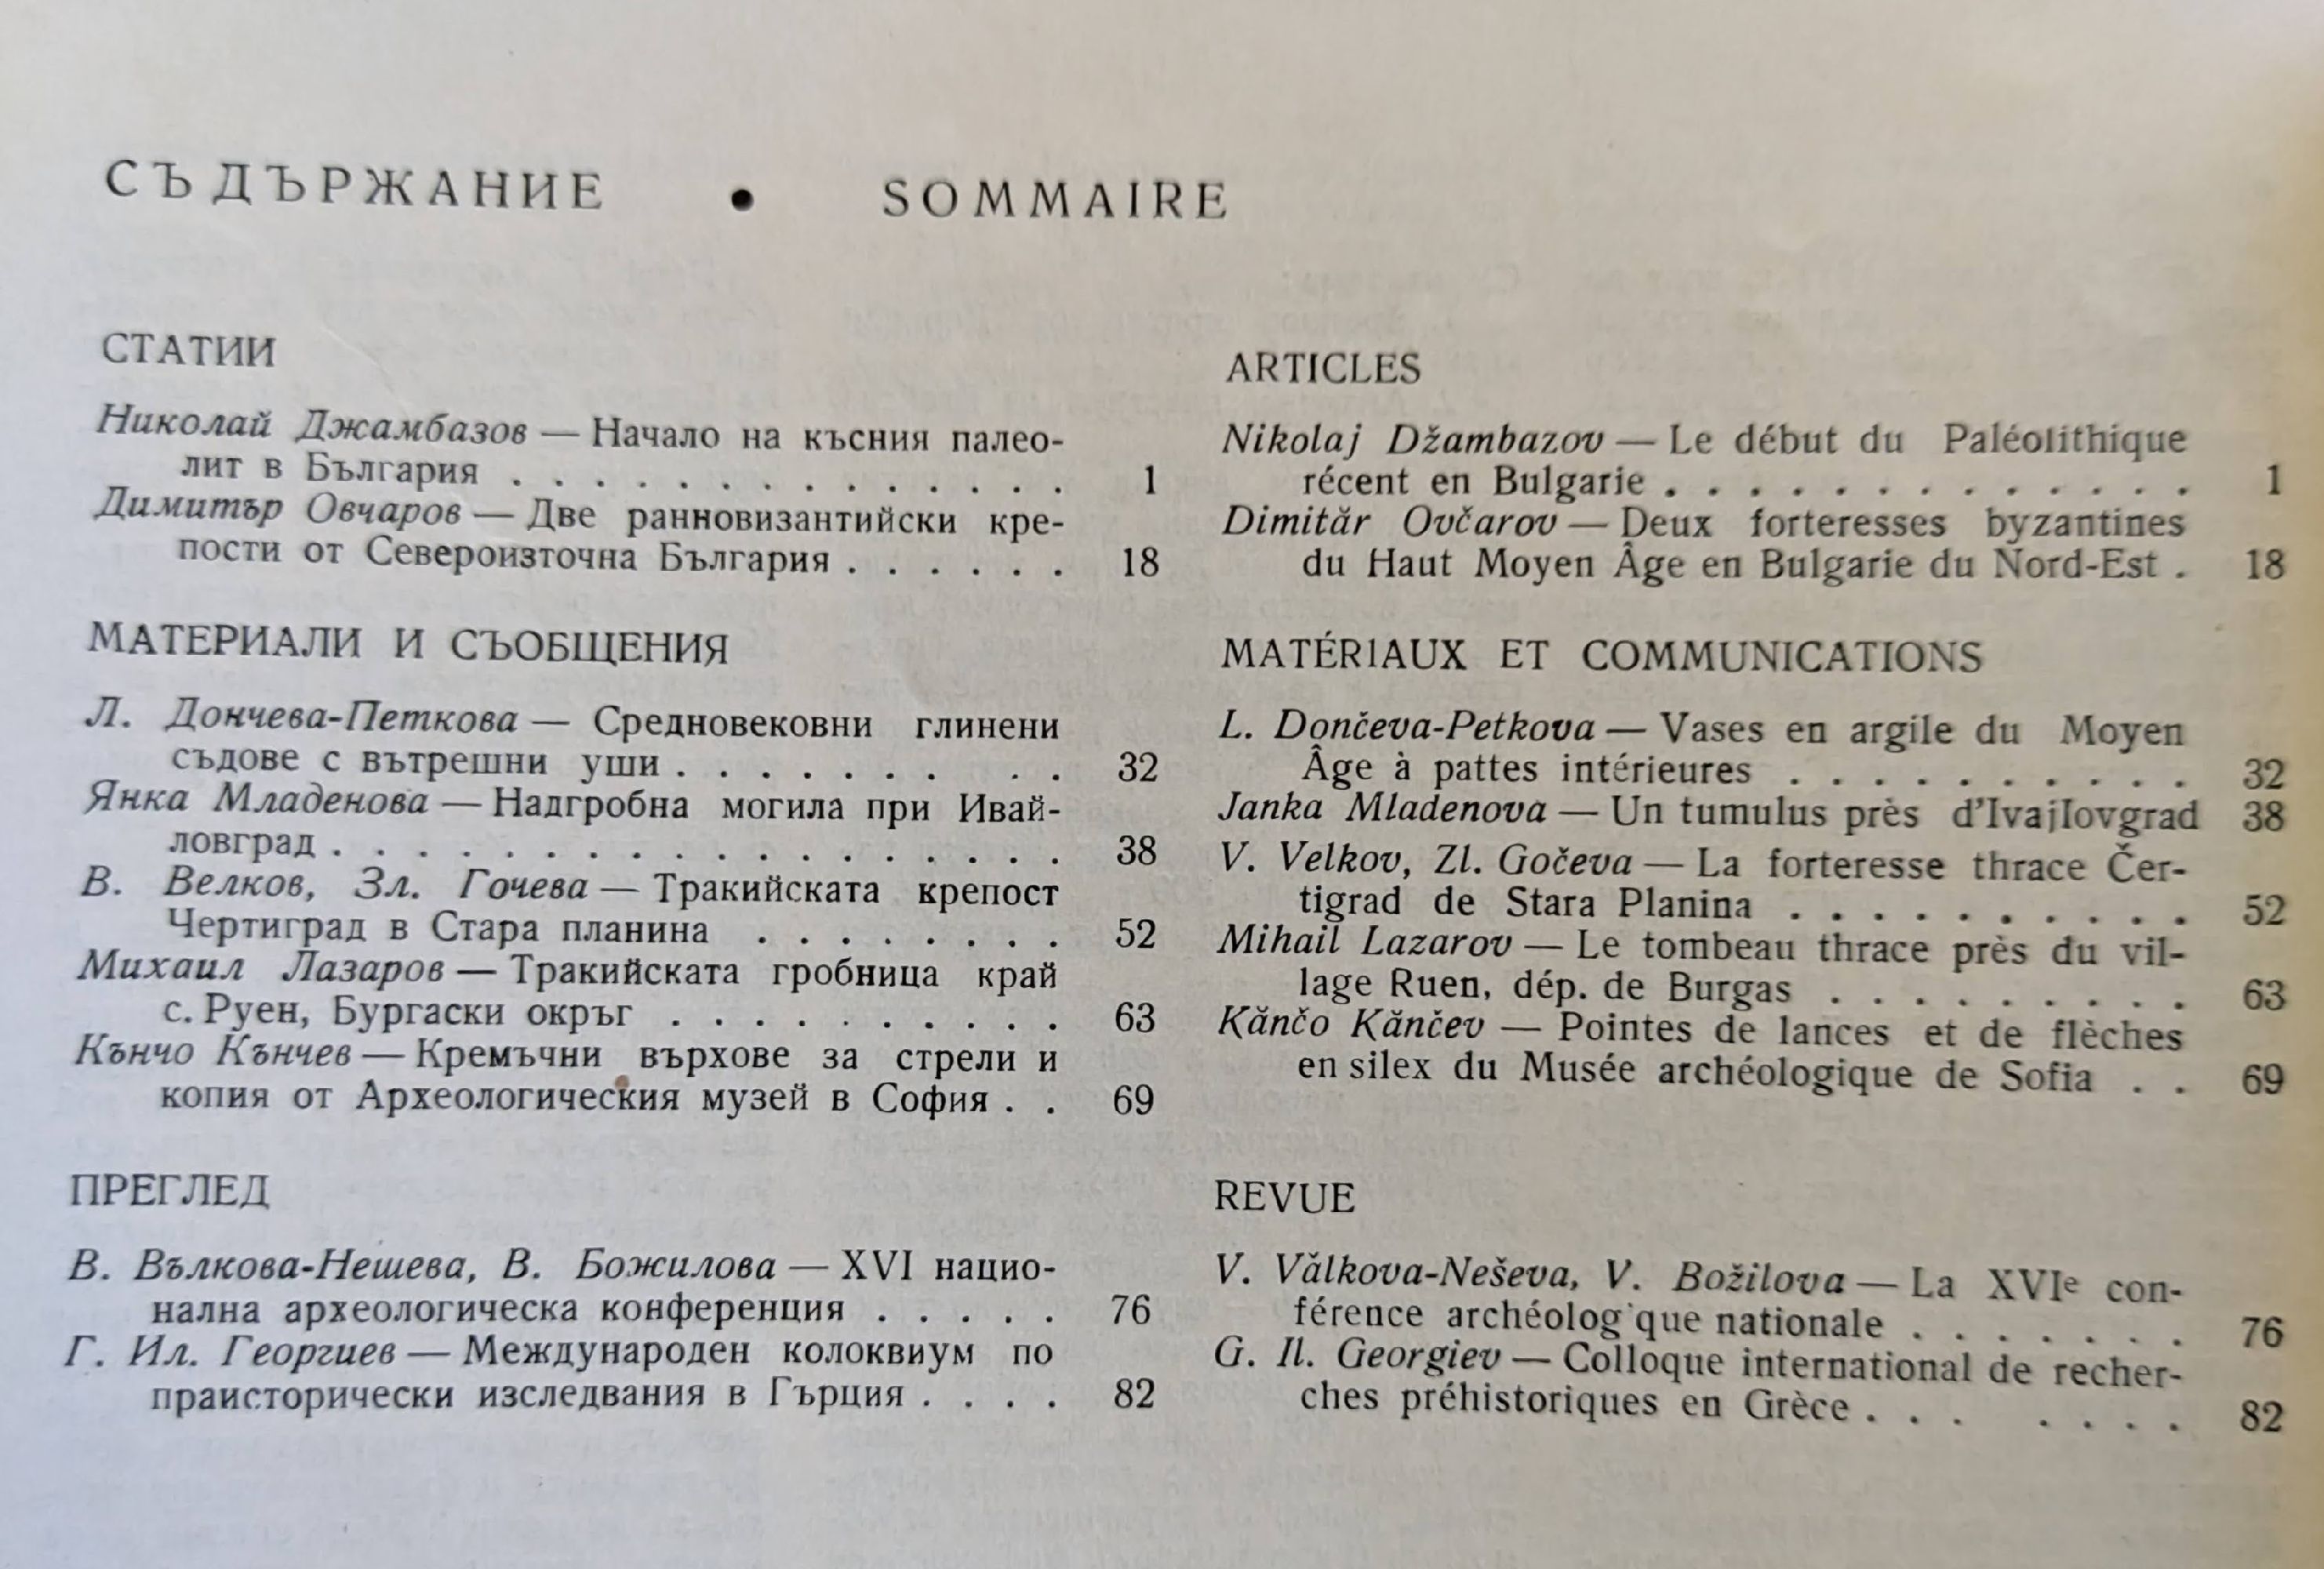 СЪДЪРЖАНИЕ • SOMMAIRE
СТАТИИ
Николай Джамбазов — Начало на късния палео-
лит в България . . . . . . . . . . . . . . 1
Димитър Овчаров — Две ранновизантийски кре-
пости от Североизточна България . . . . . . 18
МАТЕРИАЛИ И СЪОБЩЕНИЯ
Л. Дончева-Петкова — Средновековни глинени
съдове с вътрешни уши . . . . . . . . . 32
Янка Младенова — Надгробна могила при Ивай-
ловград . . . . . . . . . . . . . . . . . . 38
В. Велков, Зл. Гочева — Тракийската крепост
Чертиград в Стара планина . . . . . . . . 52
Михаил Лазаров — Тракийската гробница край
с. Руен, Бургаски окръг . . . . . . . . . . 63
Кънчо Кънчев — Кремъчни върхове за стрели и
копия от Археологическия музей в София . . 69
ПРЕГЛЕД
В. Вълкова-Нешева, В. Божилова — XVI нацио-
нална археологическа конференция . . . . . 76
Г. Ил. Георгиев — Международен колоквиум по
праисторически изследвания в Гърция . . . . 82
ARTICLES
Nikolaj Džambazov — Le début du Paléolithique
récent en Bulgarie . . . . . . . . . . . . . 1
Dimităr Ovčarov — Deux forteresses byzantines
du Haut Moyen Âge en Bulgarie du Nord-Est . 18
MATÉRIAUX ET COMMUNICATIONS
L. Dončeva-Petkova — Vases en argile du Moyen
Âge à pattes intérieures . . . . . . . . . . 32
Janka Mladenova — Un tumulus près d'Ivajlovgrad 38
V. Velkov, Zl. Gočeva — La forteresse thrace Čer-
tigrad de Stara Planina . . . . . . . . . . 52
Mihail Lazarov — Le tombeau thrace près du vil-
lage Ruen, dép. de Burgas . . . . . . . . . 63
Kănčo Kănčev — Pointes de lances et de flèches
en silex du Musée archéologique de Sofia . . 69
REVUE
V. Vălkova-Neševa, V. Božilova — La XVIe con-
férence archéolog'que nationale . . . . . . . 76
G. Il. Georgiev — Colloque international de recher-
ches préhistoriques en Grèce . . . . . . . 82